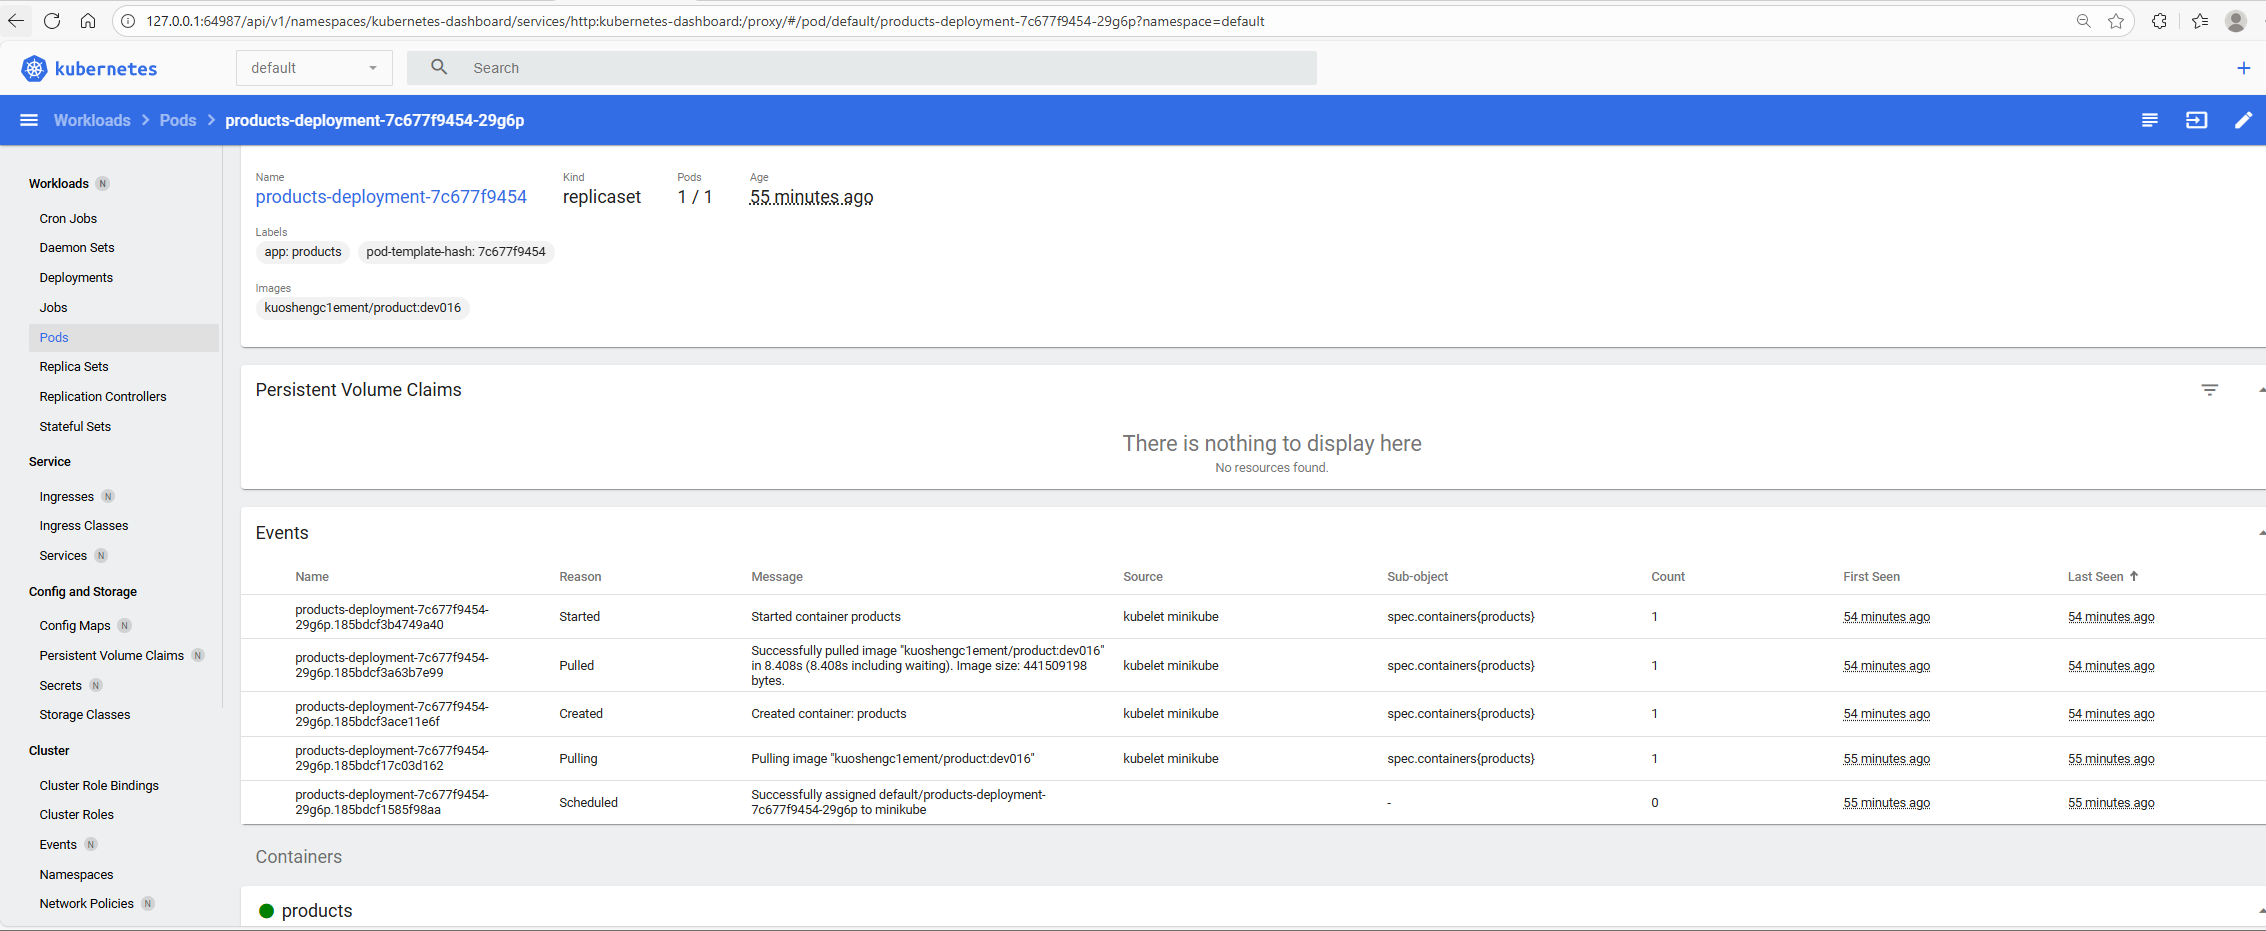 127.0.0.1:64987/api/v1/namespaces/kubernetes-dashboard/services/http:kubernetes-dashboard:/proxy/#/pod/default/products-deployment-7c677f9454-29g6p?namespace=default
kubernetes
default
Search
Workloads
Pods
products-deployment-7c677f9454-29g6p
Workloads N
Cron Jobs
Daemon Sets
Deployments
Jobs
Pods
Replica Sets
Replication Controllers
Stateful Sets
Service
Ingresses N
Ingress Classes
Services N
Config and Storage
Config Maps N
Persistent Volume Claims N
Secrets N
Storage Classes
Cluster
Cluster Role Bindings
Cluster Roles
Events N
Namespaces
Network Policies N
Name
products-deployment-7c677f9454
Kind
replicaset
Pods
1 / 1
Age
55 minutes ago
Labels
app: products
pod-template-hash: 7c677f9454
Images
kuoshengc1ement/product:dev016
Persistent Volume Claims
There is nothing to display here
No resources found.
Events
Name Reason Message Source Sub-object Count First Seen Last Seen
products-deployment-7c677f9454-
29g6p.185bdcf3b4749a40
Started
Started container products
kubelet minikube
spec.containers{products}
1
54 minutes ago
54 minutes ago
products-deployment-7c677f9454-
29g6p.185bdcf3a63b7e99
Pulled
Successfully pulled image "kuoshengc1ement/product:dev016"
in 8.408s (8.408s including waiting). Image size: 441509198
bytes.
kubelet minikube
spec.containers{products}
1
54 minutes ago
54 minutes ago
products-deployment-7c677f9454-
29g6p.185bdcf3ace11e6f
Created
Created container: products
kubelet minikube
spec.containers{products}
1
54 minutes ago
54 minutes ago
products-deployment-7c677f9454-
29g6p.185bdcf17c03d162
Pulling
Pulling image "kuoshengc1ement/product:dev016"
kubelet minikube
spec.containers{products}
1
55 minutes ago
55 minutes ago
products-deployment-7c677f9454-
29g6p.185bdcf1585f98aa
Scheduled
Successfully assigned default/products-deployment-
7c677f9454-29g6p to minikube
-
0
55 minutes ago
55 minutes ago
Containers
products